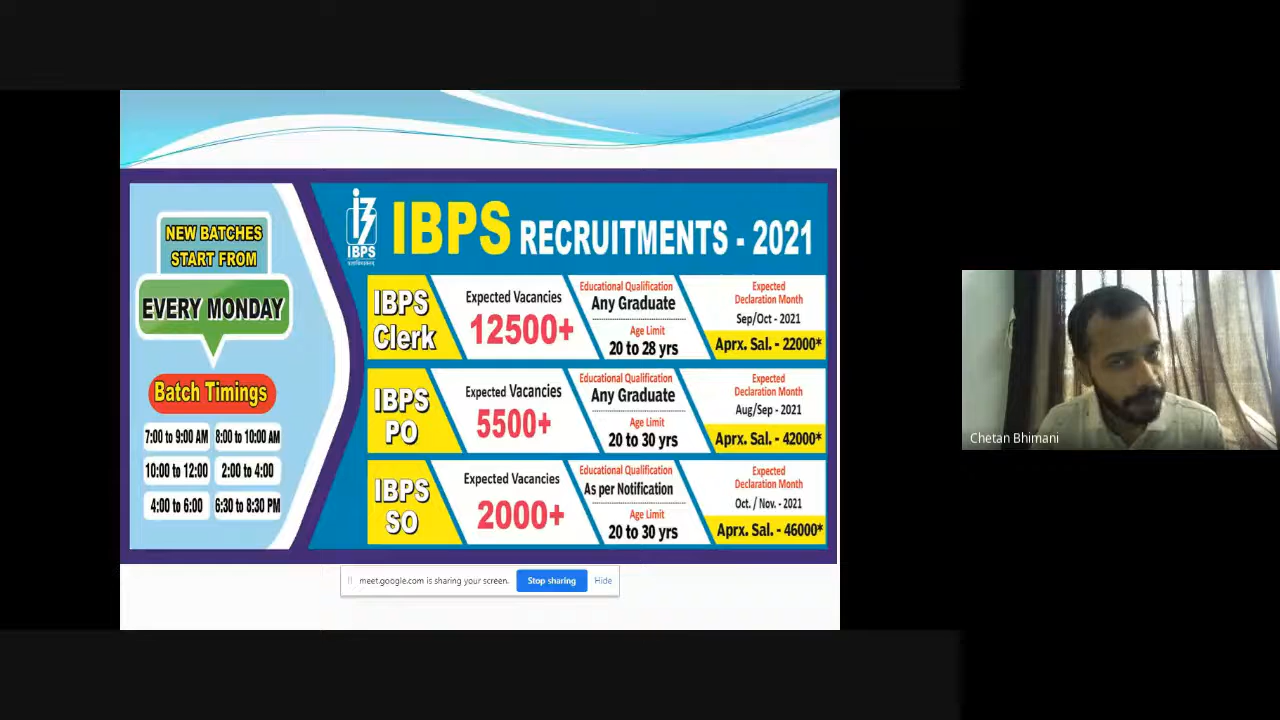 NEW BATCHES
START FROM
EVERY MONDAY
Batch Timings
7:00 to 9:00 AM
8:00 to 10:00 AM
10:00 to 12:00
2:00 to 4:00
4:00 to 6:00
6:30 to 8:30 PM
IBPS
IBPS RECRUITMENTS - 2021
IBPS
Clerk
Expected Vacancies
12500+
Educational Qualification
Any Graduate
Age Limit
20 to 28 yrs
Expected
Declaration Month
Sep/Oct - 2021
Aprx. Sal. - 22000*
IBPS
PO
Expected Vacancies
5500+
Educational Qualification
Any Graduate
Age Limit
20 to 30 yrs
Expected
Declaration Month
Aug/Sep - 2021
Aprx. Sal. - 42000*
IBPS
SO
Expected Vacancies
2000+
Educational Qualification
As per Notification
Age Limit
20 to 30 yrs
Expected
Declaration Month
Oct. / Nov. - 2021
Aprx. Sal. - 46000*
meet.google.com is sharing your screen.
Stop sharing
Hide
Chetan Bhimani